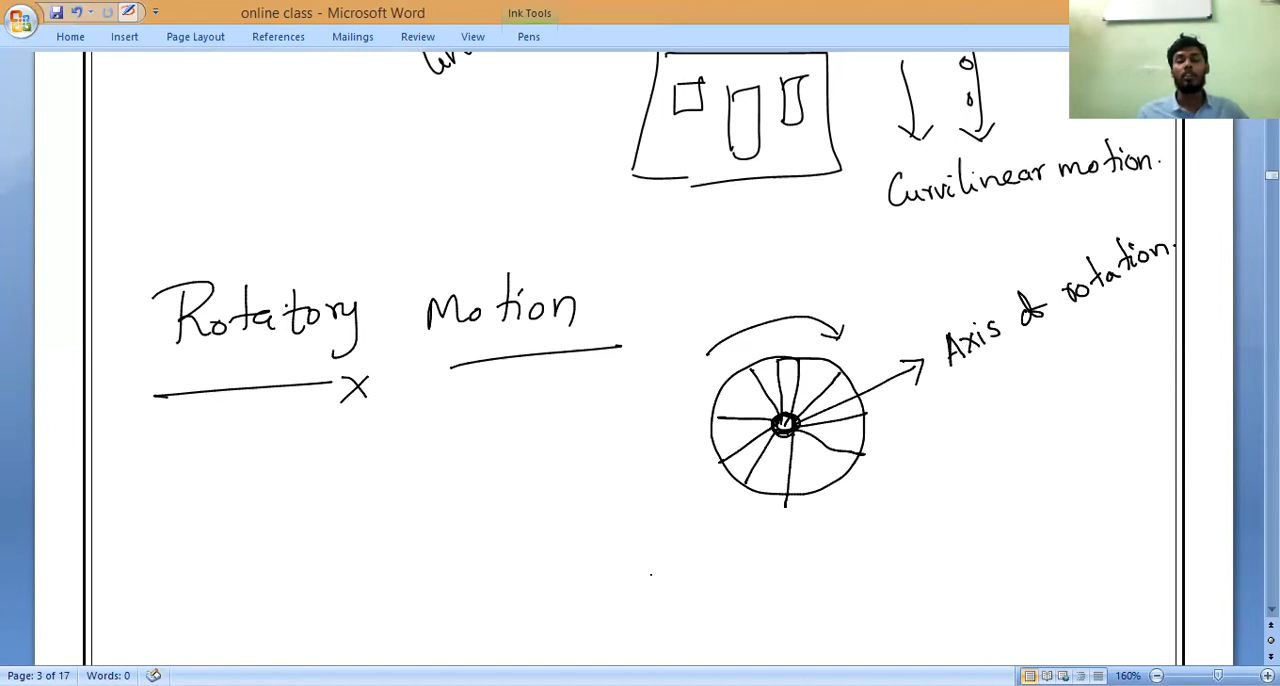 online class - Microsoft Word
Ink Tools
Home Insert Page Layout References Mailings Review View Pens
Curvilinear motion.
Rotatory Motion
Axis of rotation.
Page: 3 of 17 Words: 0 160%